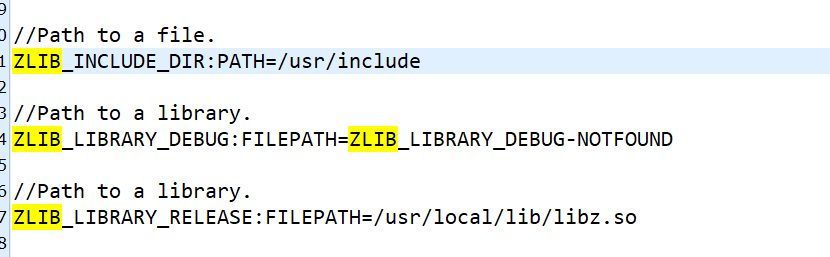 9
0 //Path to a file.
1 ZLIB_INCLUDE_DIR:PATH=/usr/include
2
3 //Path to a library.
4 ZLIB_LIBRARY_DEBUG:FILEPATH=ZLIB_LIBRARY_DEBUG-NOTFOUND
5
6 //Path to a library.
7 ZLIB_LIBRARY_RELEASE:FILEPATH=/usr/local/lib/libz.so
8